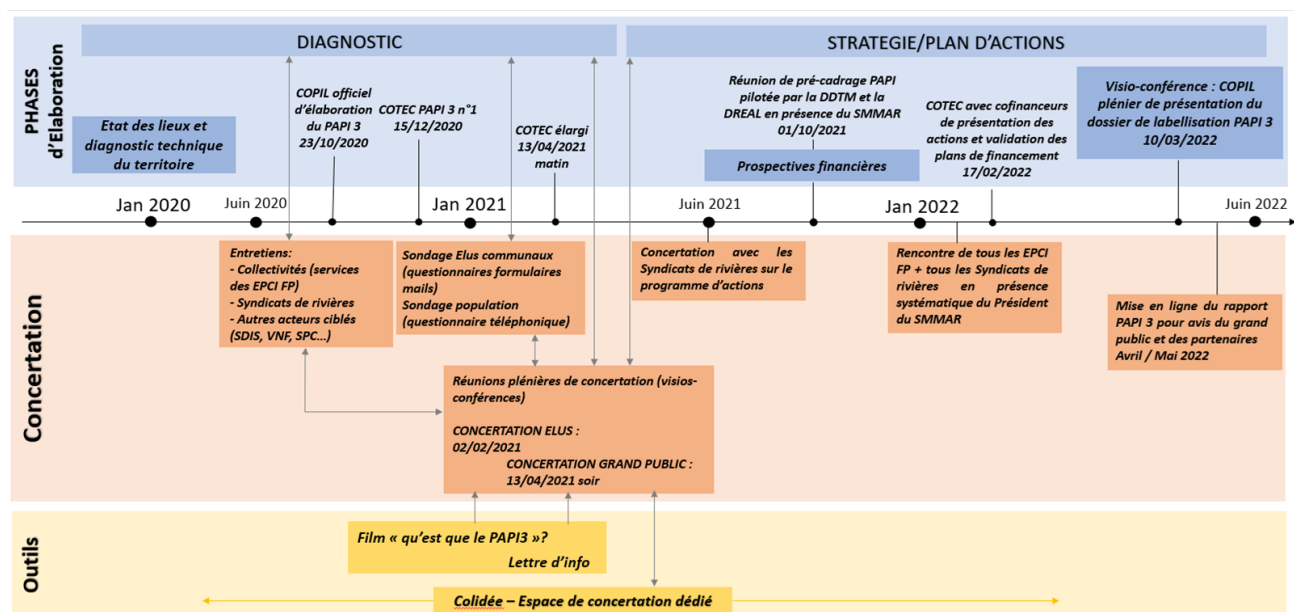 PHASES
d'Elaboration
DIAGNOSTIC
STRATEGIE/PLAN D'ACTIONS
Etat des lieux et
diagnostic technique
du territoire
COPIL officiel
d'élaboration
du PAPI 3
23/10/2020
COTEC PAPI 3 n°1
15/12/2020
COTEC élargi
13/04/2021
matin
Réunion de pré-cadrage PAPI
pilotée par la DDTM et la
DREAL en présence du SMMAR
01/10/2021
Prospectives financières
COTEC avec cofinanceurs
de présentation des
actions et validation des
plans de financement
17/02/2022
Visio-conférence : COPIL
plénier de présentation du
dossier de labellisation PAPI 3
10/03/2022
Jan 2020
Juin 2020
Jan 2021
Juin 2021
Jan 2022
Juin 2022
Concertation
Entretiens:
- Collectivités (services
des EPCI FP)
- Syndicats de rivières
- Autres acteurs ciblés
(SDIS, VNF, SPC...)
Sondage Elus communaux
(questionnaires formulaires
mails)
Sondage population
(questionnaire téléphonique)
Concertation avec les
Syndicats de rivières sur le
programme d'actions
Rencontre de tous les EPCI
FP + tous les Syndicats de
rivières en présence
systématique du Président
du SMMAR
Mise en ligne du rapport
PAPI 3 pour avis du grand
public et des partenaires
Avril / Mai 2022
Réunions plénières de concertation (visios-
conférences)
CONCERTATION ELUS :
02/02/2021
CONCERTATION GRAND PUBLIC :
13/04/2021 soir
Outils
Film « qu'est que le PAPI3 »?
Lettre d'info
Colidée – Espace de concertation dédié